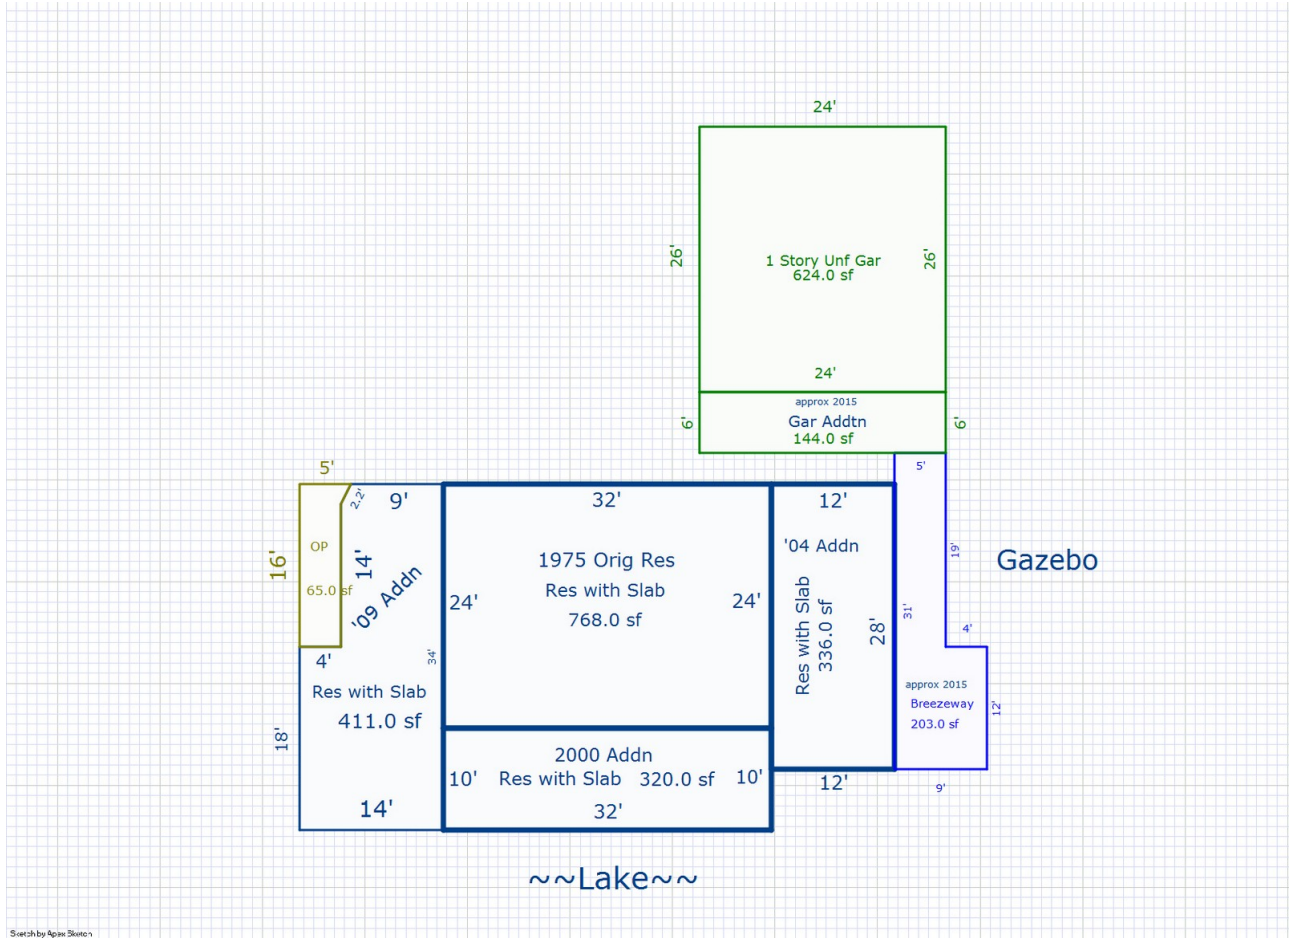 24'
26'
1 Story Unf Gar
624.0 sf
26'
24'
approx 2015
6'
Gar Addtn
6'
144.0 sf
5'
5'
2.2'
9'
32'
12'
16'
OP
65.0 sf
14'
'09 Addn
1975 Orig Res
Res with Slab
768.0 sf
24'
24'
'04 Addn
Res with Slab
336.0 sf
28'
31'
19'
Gazebo
4'
4'
34'
Res with Slab
411.0 sf
approx 2015
Breezeway
203.0 sf
12'
18'
2000 Addn
10'
Res with Slab
320.0 sf
10'
32'
12'
9'
14'
~~Lake~~
Sketch by Apex Sketch